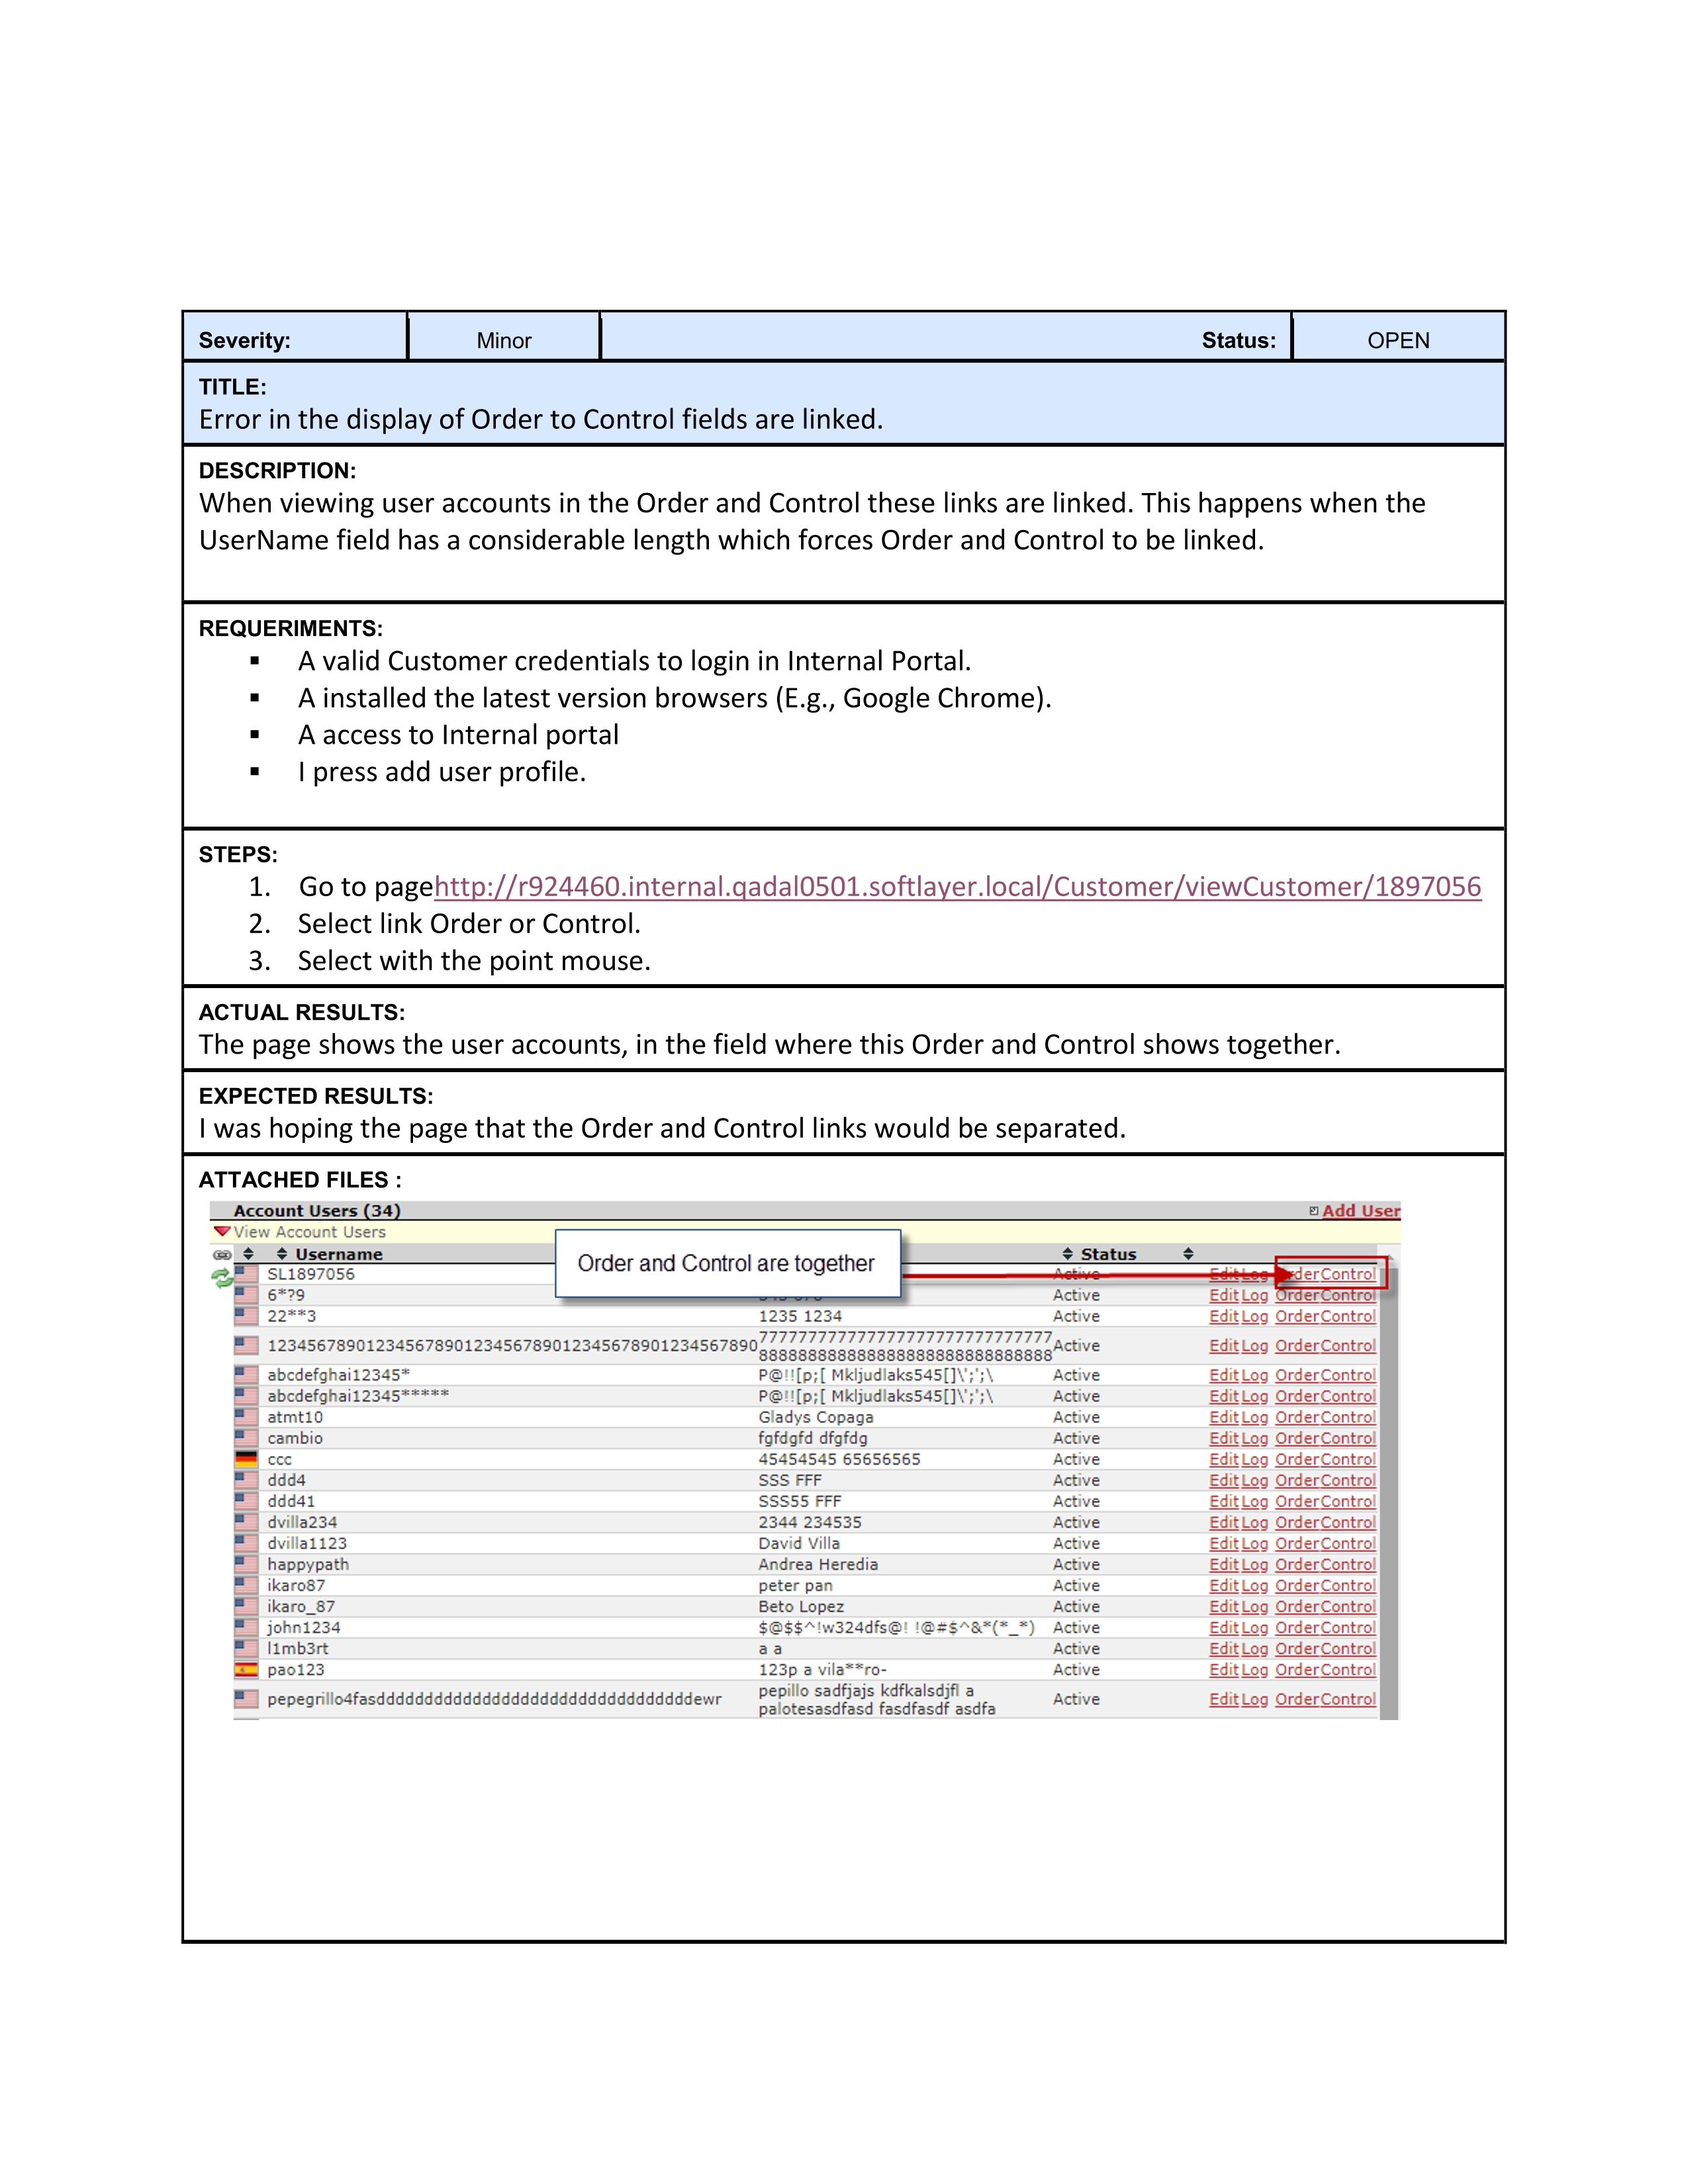 Severity: Minor Status: OPEN
TITLE:
Error in the display of Order to Control fields are linked.
DESCRIPTION:
When viewing user accounts in the Order and Control these links are linked. This happens when the
UserName field has a considerable length which forces Order and Control to be linked.
REQUERIMENTS:
▪ A valid Customer credentials to login in Internal Portal.
▪ A installed the latest version browsers (E.g., Google Chrome).
▪ A access to Internal portal
▪ I press add user profile.
STEPS:
1. Go to pagehttp://r924460.internal.qadal0501.softlayer.local/Customer/viewCustomer/1897056
2. Select link Order or Control.
3. Select with the point mouse.
ACTUAL RESULTS:
The page shows the user accounts, in the field where this Order and Control shows together.
EXPECTED RESULTS:
I was hoping the page that the Order and Control links would be separated.
ATTACHED FILES :
Account Users (34) Add User
View Account Users
Username Status
Order and Control are together
SL1897056 Active Edit Log OrderControl
6*?9 Active Edit Log OrderControl
22**3 1235 1234 Active Edit Log OrderControl
12345678901234567890123456789012345678901234567890 Active Edit Log OrderControl
abcdefghai12345* P@!![p;[ Mkljudlaks545[]\';';\ Active Edit Log OrderControl
abcdefghai12345***** P@!![p;[ Mkljudlaks545[]\';';\ Active Edit Log OrderControl
atmt10 Gladys Copaga Active Edit Log OrderControl
cambio fgfdgfd dfgfdg Active Edit Log OrderControl
ccc 45454545 65656565 Active Edit Log OrderControl
ddd4 SSS FFF Active Edit Log OrderControl
ddd41 SSS55 FFF Active Edit Log OrderControl
dvilla234 2344 234535 Active Edit Log OrderControl
dvilla1123 David Villa Active Edit Log OrderControl
happypath Andrea Heredia Active Edit Log OrderControl
ikaro87 peter pan Active Edit Log OrderControl
ikaro_87 Beto Lopez Active Edit Log OrderControl
john1234 $@$$^!w324dfs@! !@#$^&*(*_*) Active Edit Log OrderControl
l1mb3rt a a Active Edit Log OrderControl
pao123 123p a vila**ro- Active Edit Log OrderControl
pepillo sadfjajs kdfkalsdjfl a
Active Edit Log OrderControl
palotesasdfasd fasdfasdf asdfa